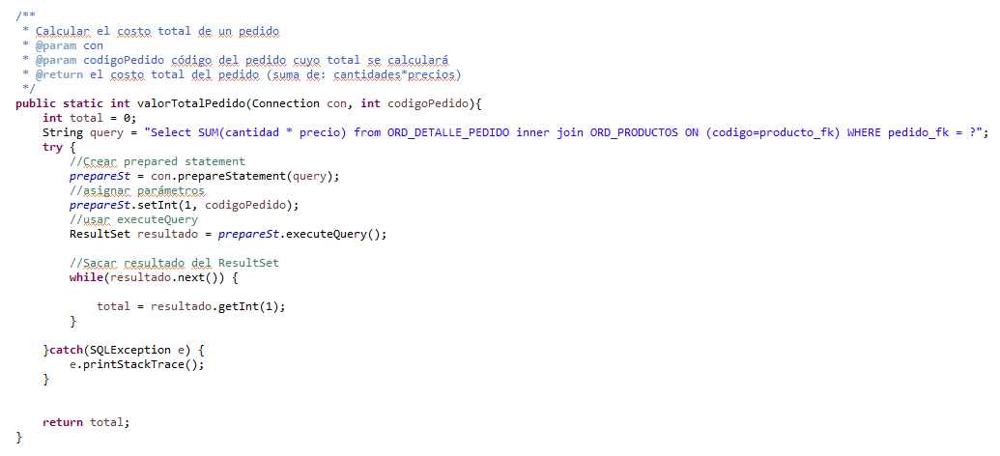 /**
 * Calcular el costo total de un pedido
 * @param con
 * @param codigoPedido código del pedido cuyo total se calculará
 * @return el costo total del pedido (suma de: cantidades*precios)
 */
public static int valorTotalPedido(Connection con, int codigoPedido){
    int total = 0;
    String query = "Select SUM(cantidad * precio) from ORD_DETALLE_PEDIDO inner join ORD_PRODUCTOS ON (codigo=producto_fk) WHERE pedido_fk = ?";
    try {
        //Crear prepared statement
        prepareSt = con.prepareStatement(query);
        //asignar parámetros
        prepareSt.setInt(1, codigoPedido);
        //usar executeQuery
        ResultSet resultado = prepareSt.executeQuery();

        //Sacar resultado del ResultSet
        while(resultado.next()) {

            total = resultado.getInt(1);
        }

    }catch(SQLException e) {
        e.printStackTrace();
    }


    return total;
}